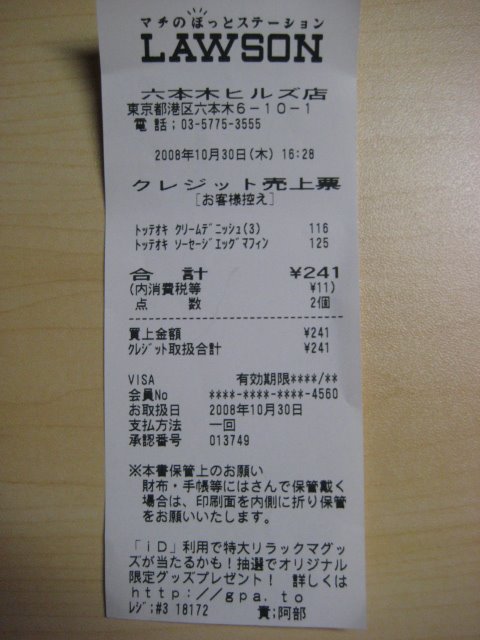 マチのほっとステーション
LAWSON
六本木ヒルズ店
東京都港区六本木6-10-1
電話;03-5775-3555
2008年10月30日(木) 16:28
クレジット売上票
[お客様控え]
トッテオキ クリームデニッシュ(3) 116
トッテオキ ソーセージエッグマフィン 125
合計 ¥241
(内消費税等 ¥11)
点数 2個
買上金額 ¥241
クレジット取扱合計 ¥241
VISA 有効期限****/**
会員No ****-****-****-4560
お取扱日 2008年10月30日
支払方法 一回
承認番号 013749
※本書保管上のお願い
財布・手帳等にはさんで保管戴く
場合は、印刷面を内側に折り保管
をお願いいたします。
「iD」利用で特大リラックマグッ
ズが当たるかも!抽選でオリジナル
限定グッズプレゼント! 詳しくは
http://gpa.to
レジ;#3 18172 責;阿部